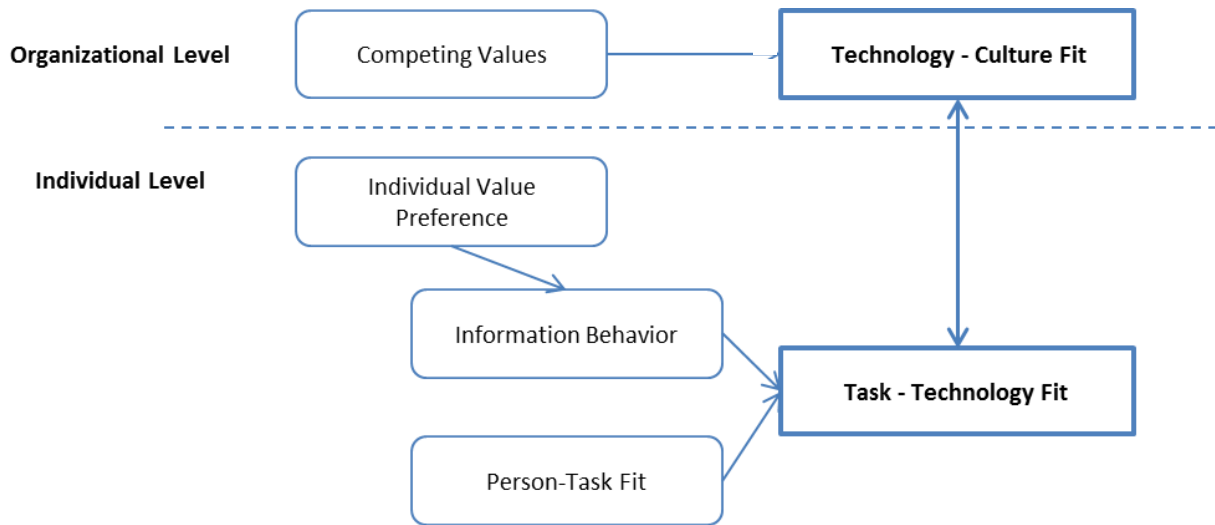 Organizational Level
Competing Values
Technology - Culture Fit
Individual Level
Individual Value
Preference
Information Behavior
Task - Technology Fit
Person-Task Fit